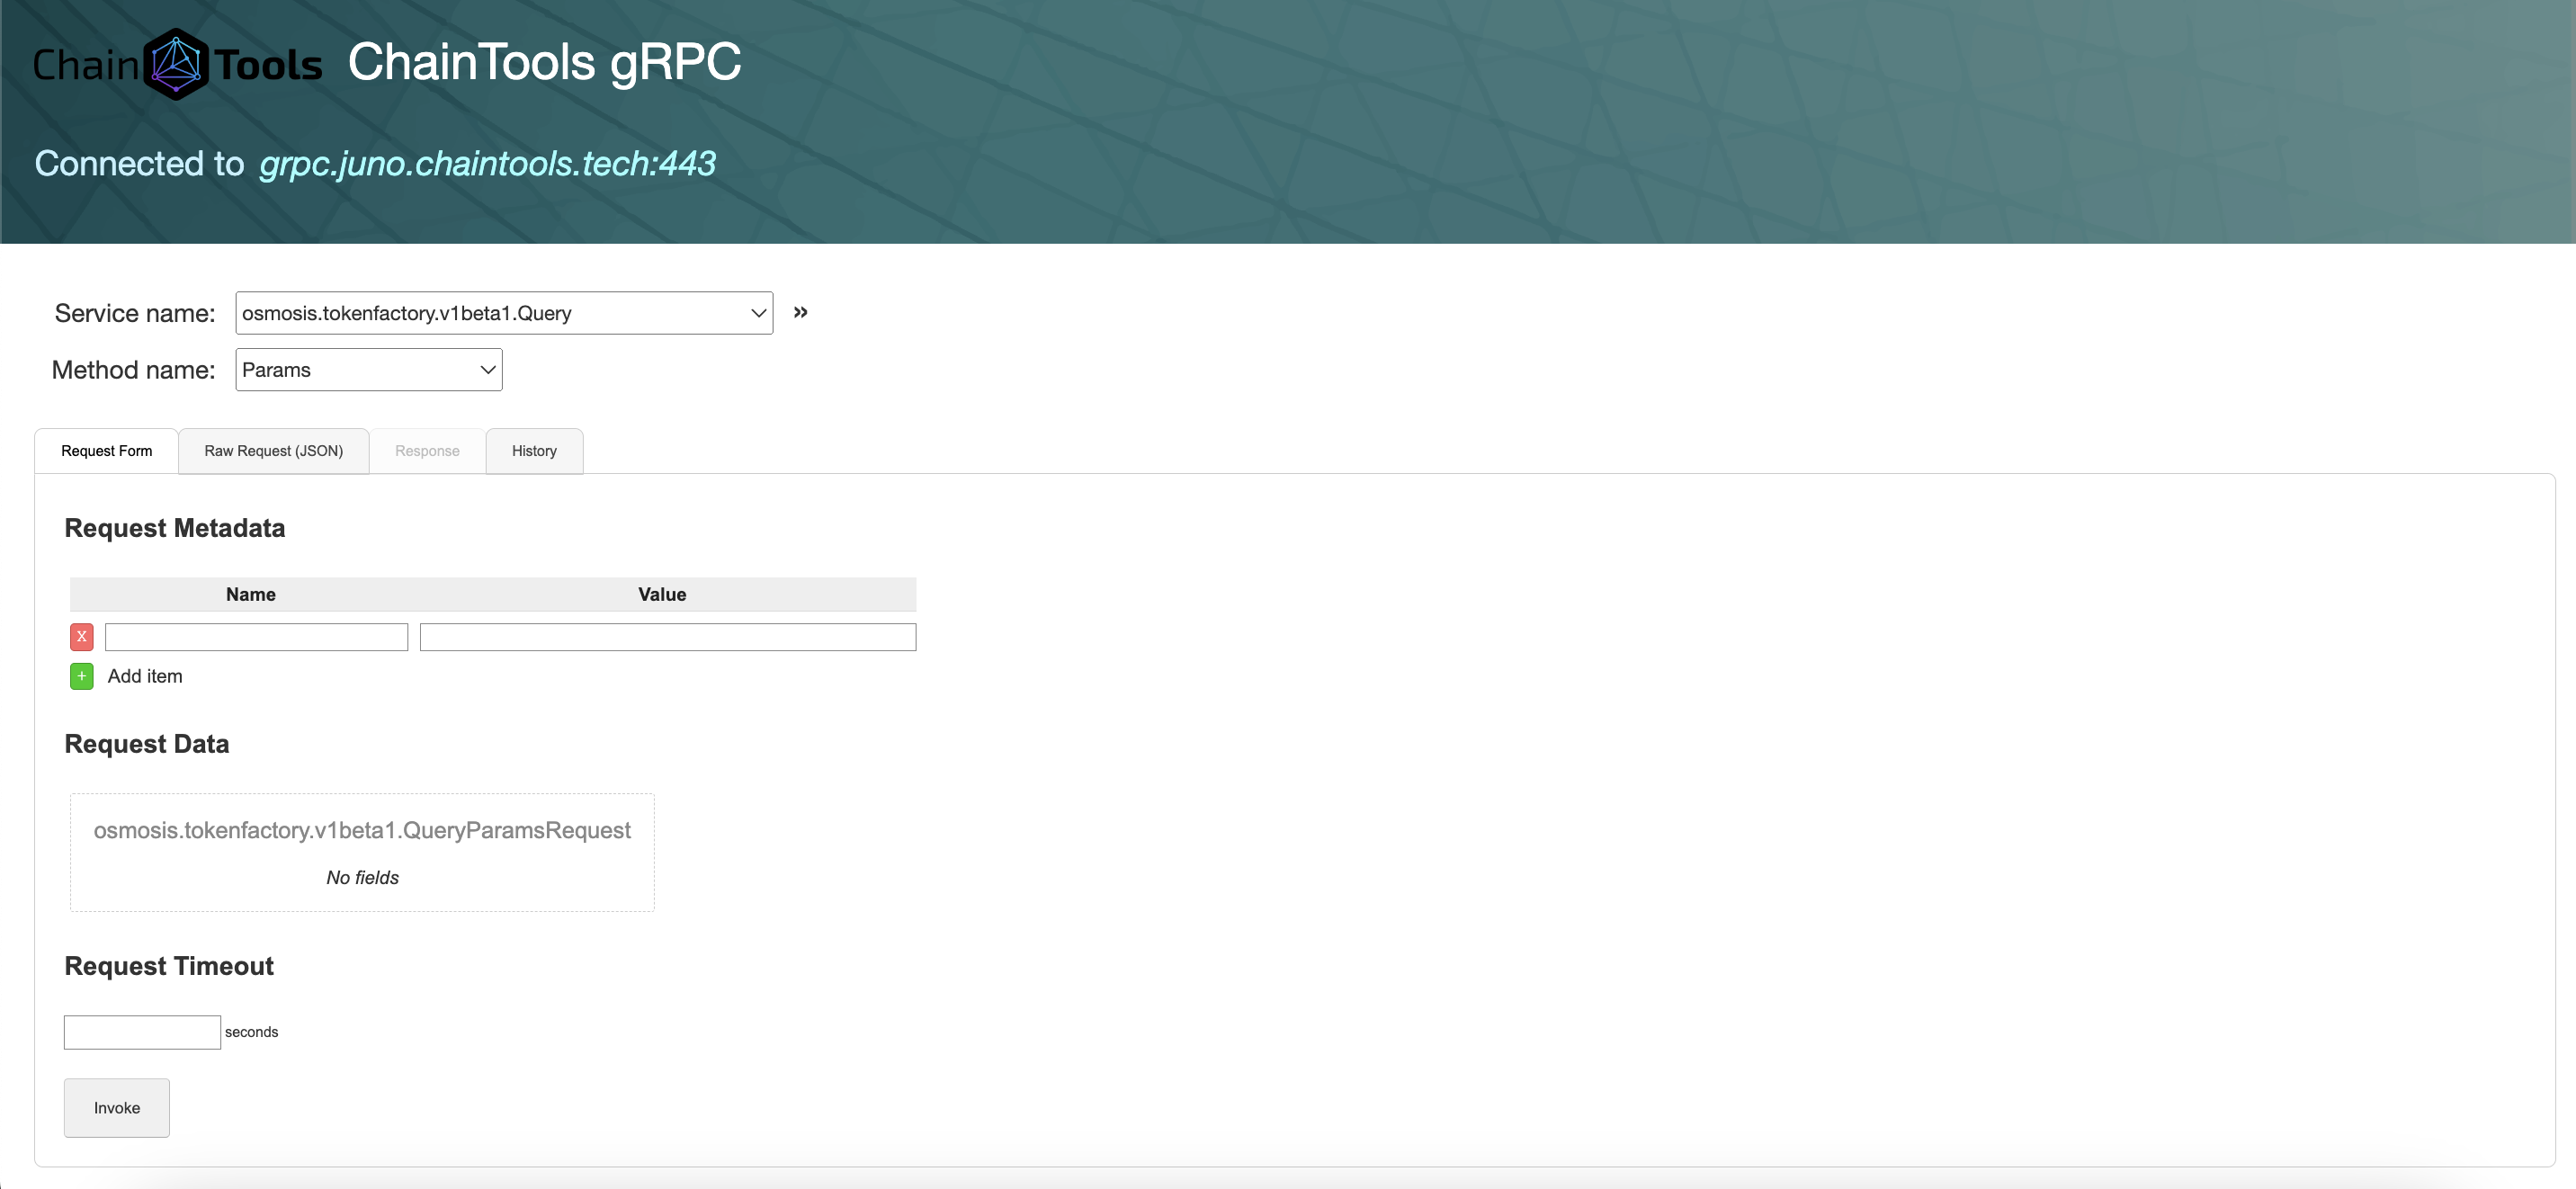 Chain Tools ChainTools gRPC
Connected to grpc.juno.chaintools.tech:443
Service name: osmosis.tokenfactory.v1beta1.Query »
Method name: Params
Request Form Raw Request (JSON) Response History
Request Metadata
Name Value
X
+ Add item
Request Data
osmosis.tokenfactory.v1beta1.QueryParamsRequest
No fields
Request Timeout
seconds
Invoke